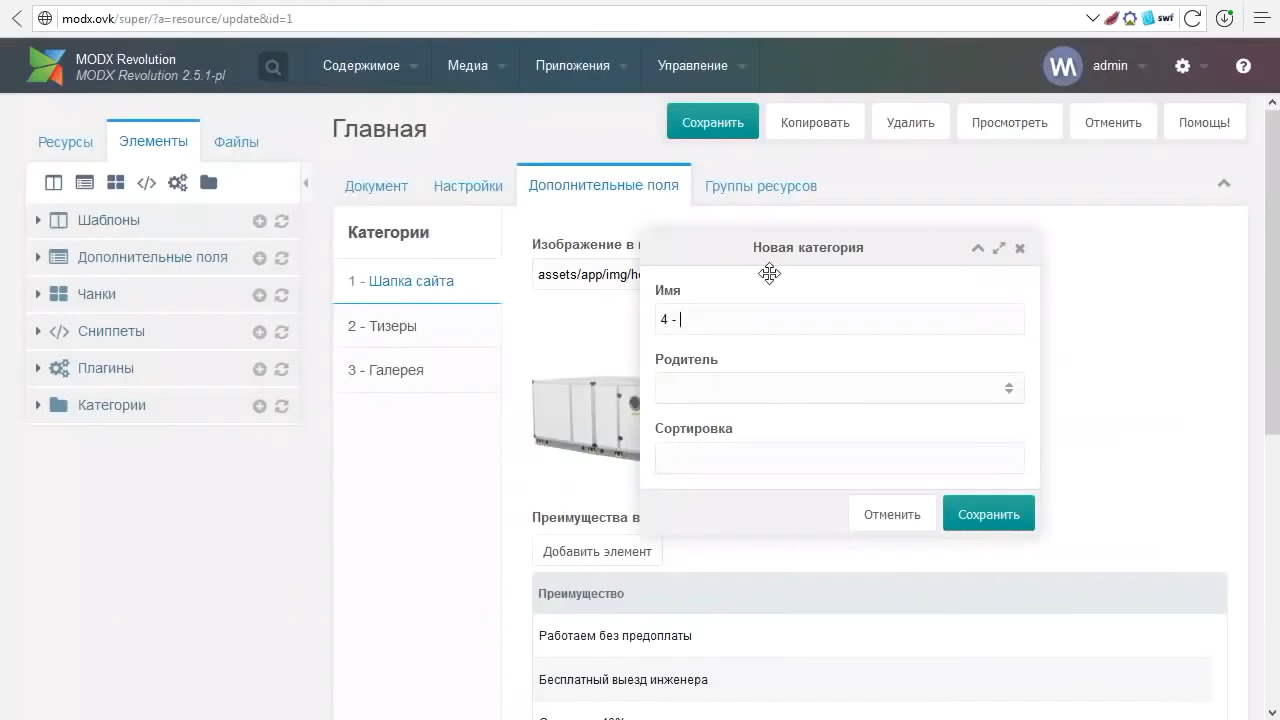 modx.ovk/super/?a=resource/update&id=1
swf
MODX Revolution
MODX Revolution 2.5.1-pl
Содержимое
Медиа
Приложения
Управление
admin
Ресурсы
Элементы
Файлы
Главная
Сохранить
Копировать
Удалить
Просмотреть
Отменить
Помощь!
Документ
Настройки
Дополнительные поля
Группы ресурсов
Шаблоны
Дополнительные поля
Чанки
Сниппеты
Плагины
Категории
Категории
1 - Шапка сайта
2 - Тизеры
3 - Галерея
Изображение в
assets/app/img/h
Новая категория
Имя
4 -
Родитель
Сортировка
Отменить
Сохранить
Преимущества в
Добавить элемент
Преимущество
Работаем без предоплаты
Бесплатный выезд инженера